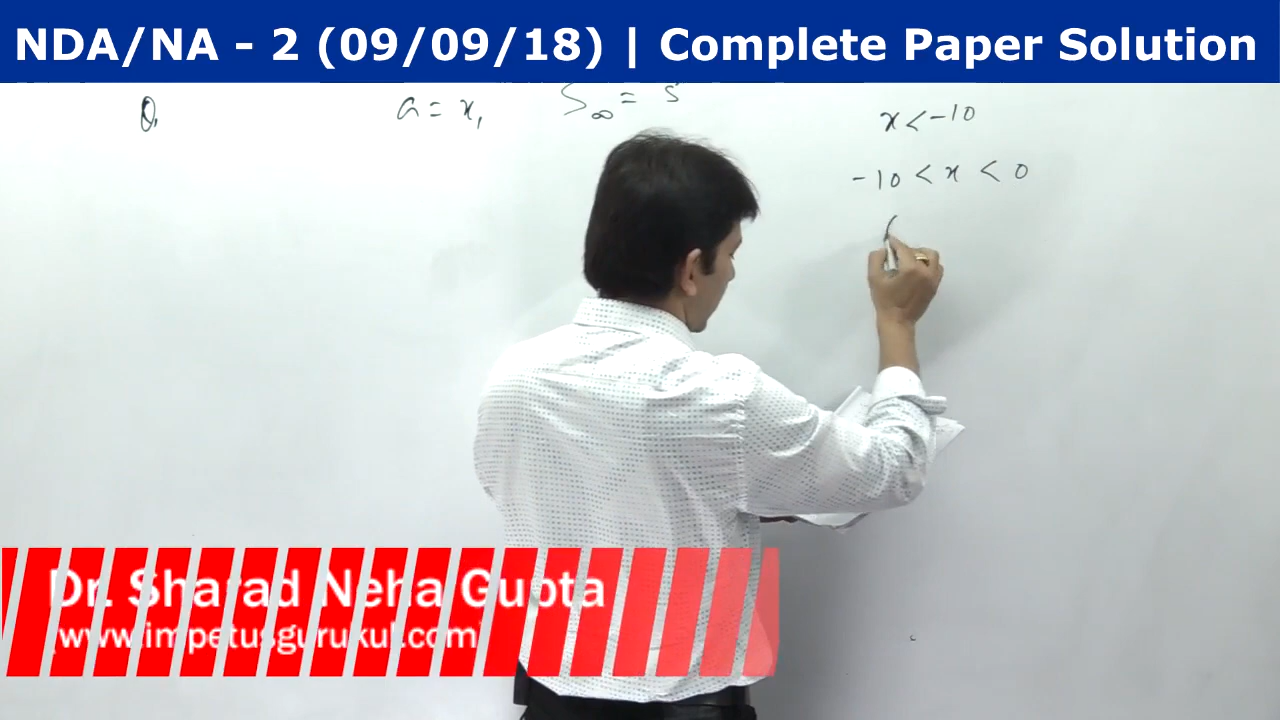 NDA/NA - 2 (09/09/18) | Complete Paper Solution
Q,
a = x,
S∞ = 5
x < -10
-10 < x < 0
(
Dr. Sharad Neha Gupta
(www.impetusgurukul.com)